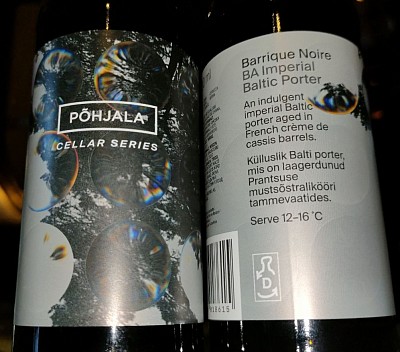 PÕHJALA
CELLAR SERIES
Barrique Noire
BA Imperial
Baltic Porter
An indulgent
imperial Baltic
porter aged in
French crème de
cassis barrels.
Külluslik Balti porter,
mis on laagerdunud
Prantsuse
mustsõstralikööri
tammevaatides.
Serve 12–16 °C
D